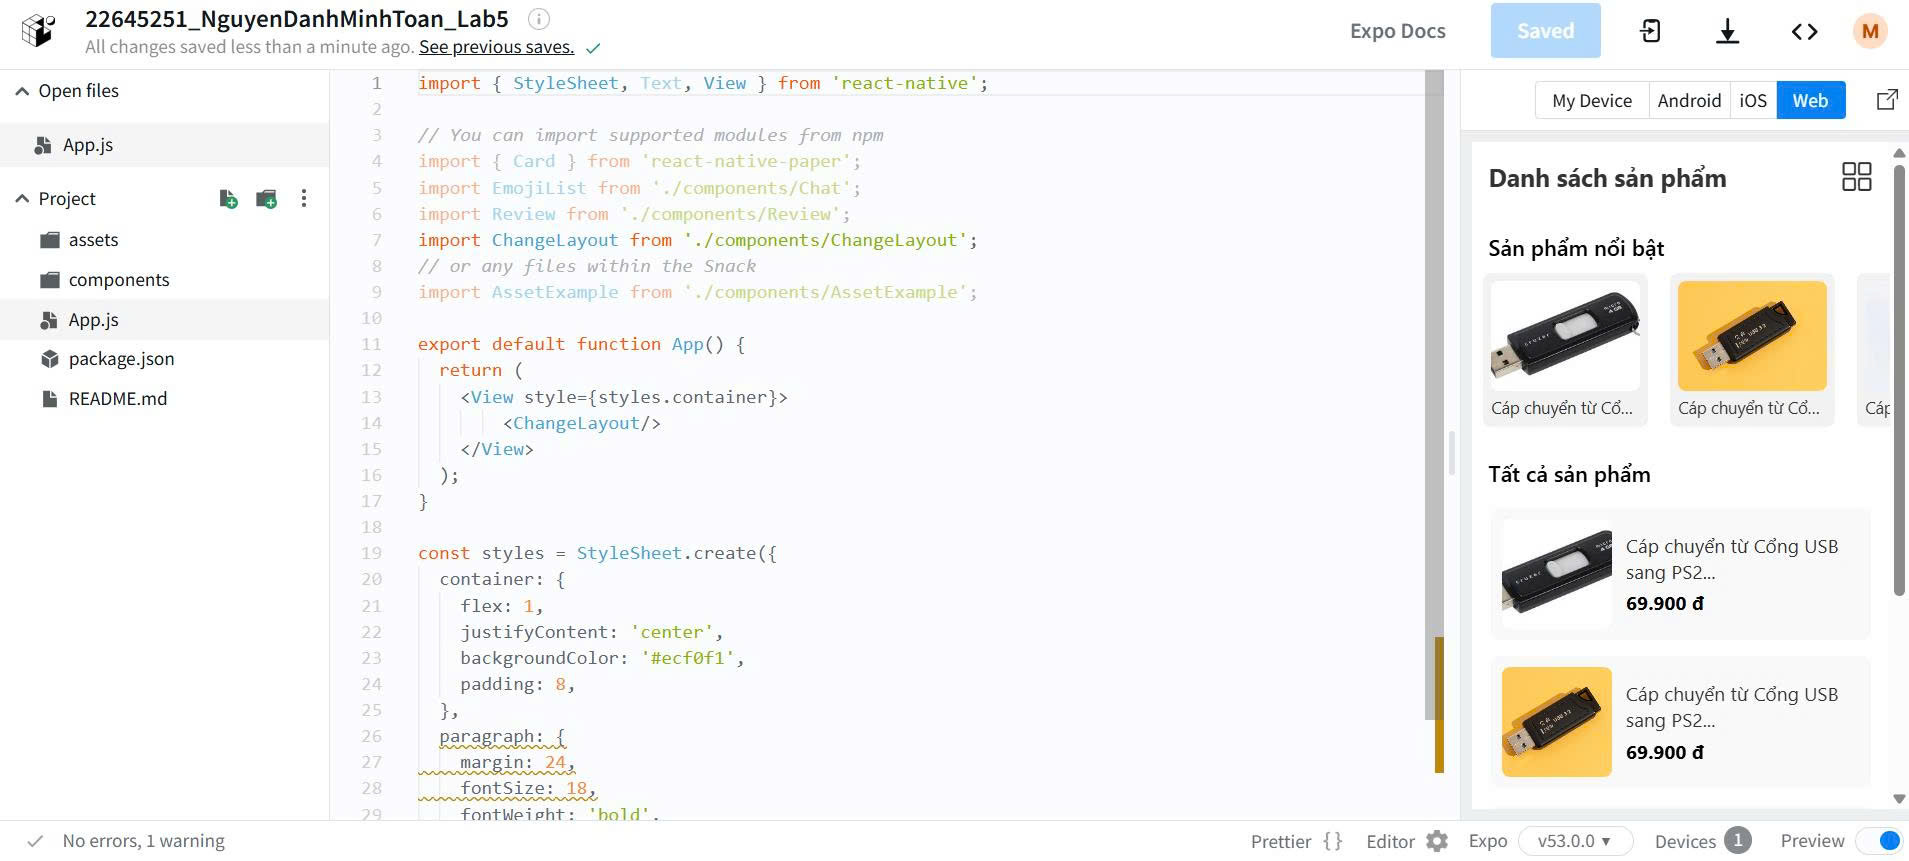 22645251_NguyenDanhMinhToan_Lab5
All changes saved less than a minute ago. See previous saves.
Expo Docs
Saved
M
Open files
App.js
Project
assets
components
App.js
package.json
README.md
1 import { StyleSheet, Text, View } from 'react-native';
2
3 // You can import supported modules from npm
4 import { Card } from 'react-native-paper';
5 import EmojiList from './components/Chat';
6 import Review from './components/Review';
7 import ChangeLayout from './components/ChangeLayout';
8 // or any files within the Snack
9 import AssetExample from './components/AssetExample';
10
11 export default function App() {
12 return (
13 <View style={styles.container}>
14 <ChangeLayout/>
15 </View>
16 );
17 }
18
19 const styles = StyleSheet.create({
20 container: {
21 flex: 1,
22 justifyContent: 'center',
23 backgroundColor: '#ecf0f1',
24 padding: 8,
25 },
26 paragraph: {
27 margin: 24,
28 fontSize: 18,
29 fontWeight: 'bold',
My Device
Android
iOS
Web
Danh sách sản phẩm
Sản phẩm nổi bật
Cáp chuyển từ Cổ...
Cáp chuyển từ Cổ...
Cáp
Tất cả sản phẩm
Cáp chuyển từ Cổng USB
sang PS2...
69.900 đ
Cáp chuyển từ Cổng USB
sang PS2...
69.900 đ
No errors, 1 warning
Prettier {}
Editor
Expo
v53.0.0
Devices 1
Preview